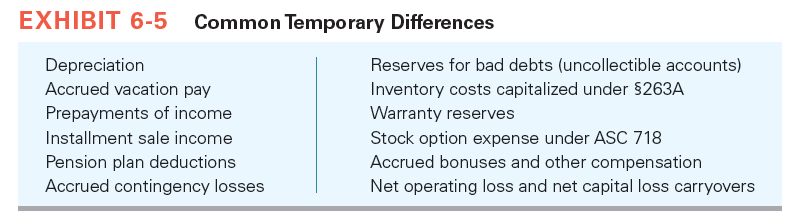 EXHIBIT 6-5 Common Temporary Differences
Depreciation
Accrued vacation pay
Prepayments of income
Installment sale income
Pension plan deductions
Accrued contingency losses
Reserves for bad debts (uncollectible accounts)
Inventory costs capitalized under §263A
Warranty reserves
Stock option expense under ASC 718
Accrued bonuses and other compensation
Net operating loss and net capital loss carryovers